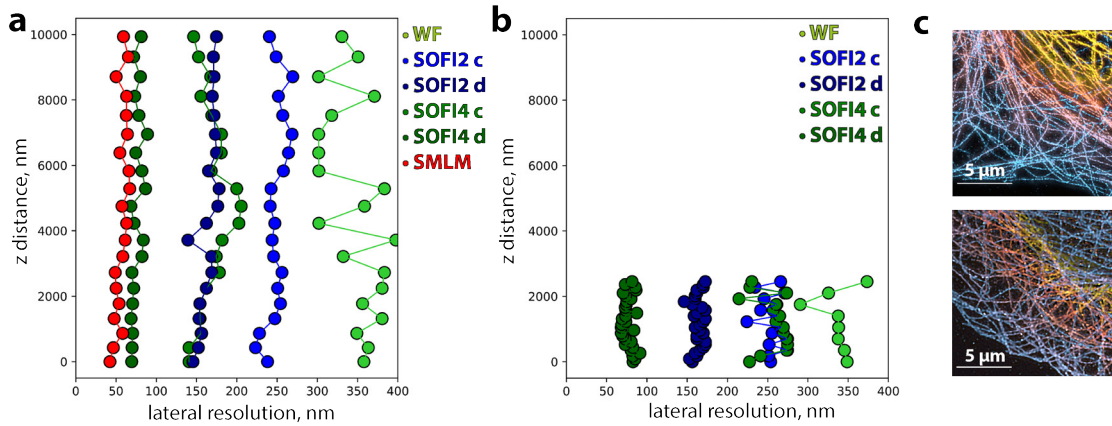 a
10000
8000
6000
4000
2000
0
z distance, nm
0 50 100 150 200 250 300 350 400
lateral resolution, nm
WF
SOFI2 c
SOFI2 d
SOFI4 c
SOFI4 d
SMLM
b
10000
8000
6000
4000
2000
0
z distance, nm
0 50 100 150 200 250 300 350 400
lateral resolution, nm
WF
SOFI2 c
SOFI2 d
SOFI4 c
SOFI4 d
c
5 µm
5 µm